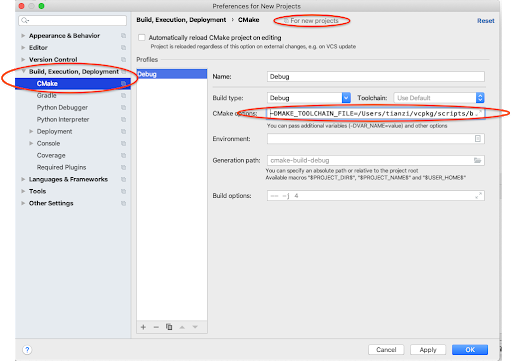 Preferences for New Projects
Build, Execution, Deployment › CMake
For new projects
Reset
Appearance & Behavior
Editor
Version Control
Build, Execution, Deployment
CMake
Gradle
Python Debugger
Python Interpreter
Deployment
Console
Coverage
Required Plugins
Languages & Frameworks
Tools
Other Settings
Automatically reload CMake project on editing
Project is reloaded regardless of this option on external changes, e.g. on VCS update
Profiles
Debug
Name: Debug
Build type: Debug Toolchain: Use Default
CMake options: -DMAKE_TOOLCHAIN_FILE=/Users/tianzi/vcpkg/scripts/b
You can pass additional variables (-DVAR_NAME=value) and other options
Environment:
Generation path: cmake-build-debug
You can specify an absolute path or relative to the project root
Available macros "$PROJECT_DIR$", "$PROJECT_NAME$" and "$USER_HOME$"
Build options: -- -j 4
+ −
?
Cancel Apply OK